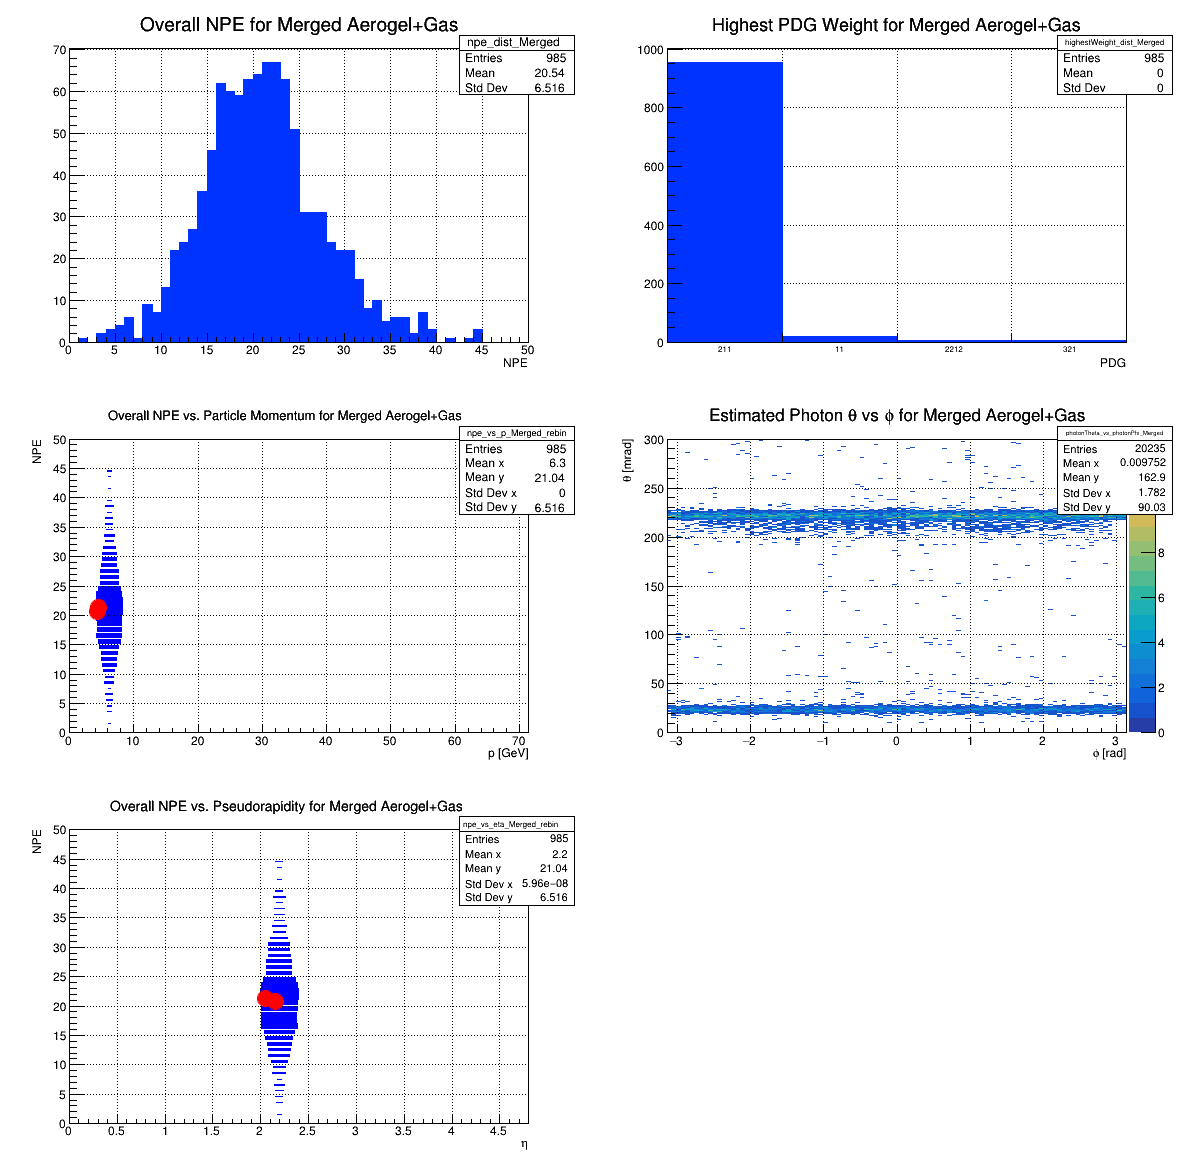 Overall NPE for Merged Aerogel+Gas
npe_dist_Merged
Entries 985
Mean 20.54
Std Dev 6.516
70
60
50
40
30
20
10
0
0 5 10 15 20 25 30 35 40 45 50
NPE
Highest PDG Weight for Merged Aerogel+Gas
highestWeight_dist_Merged
Entries 985
Mean 0
Std Dev 0
1000
800
600
400
200
0
211 11 2212 321
PDG
Overall NPE vs. Particle Momentum for Merged Aerogel+Gas
npe_vs_p_Merged_rebin
Entries 985
Mean x 6.3
Mean y 21.04
Std Dev x 0
Std Dev y 6.516
NPE
50
45
40
35
30
25
20
15
10
5
0
0 10 20 30 40 50 60 70
p [GeV]
Estimated Photon θ vs ϕ for Merged Aerogel+Gas
photonTheta_vs_photonPhi_Merged
Entries 20235
Mean x 0.009752
Mean y 162.9
Std Dev x 1.782
Std Dev y 90.03
θ [mrad]
300
250
200
150
100
50
0
−3 −2 −1 0 1 2 3
ϕ [rad]
8
6
4
2
0
Overall NPE vs. Pseudorapidity for Merged Aerogel+Gas
npe_vs_eta_Merged_rebin
Entries 985
Mean x 2.2
Mean y 21.04
Std Dev x 5.96e−08
Std Dev y 6.516
NPE
50
45
40
35
30
25
20
15
10
5
0
0 0.5 1 1.5 2 2.5 3 3.5 4 4.5
η